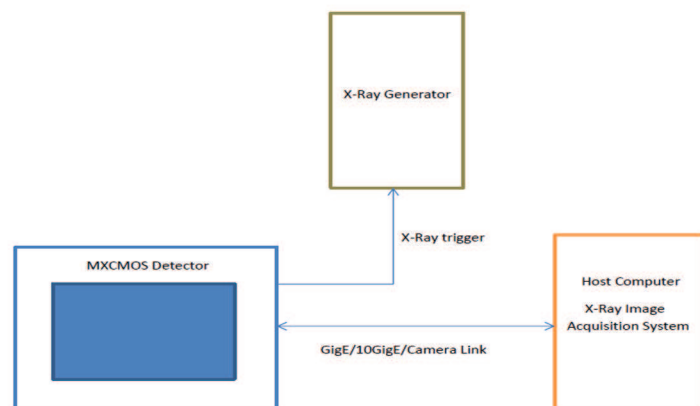 X-Ray Generator
X-Ray trigger
MXCMOS Detector
Host Computer
X-Ray Image
Acquisition System
GigE/10GigE/Camera Link